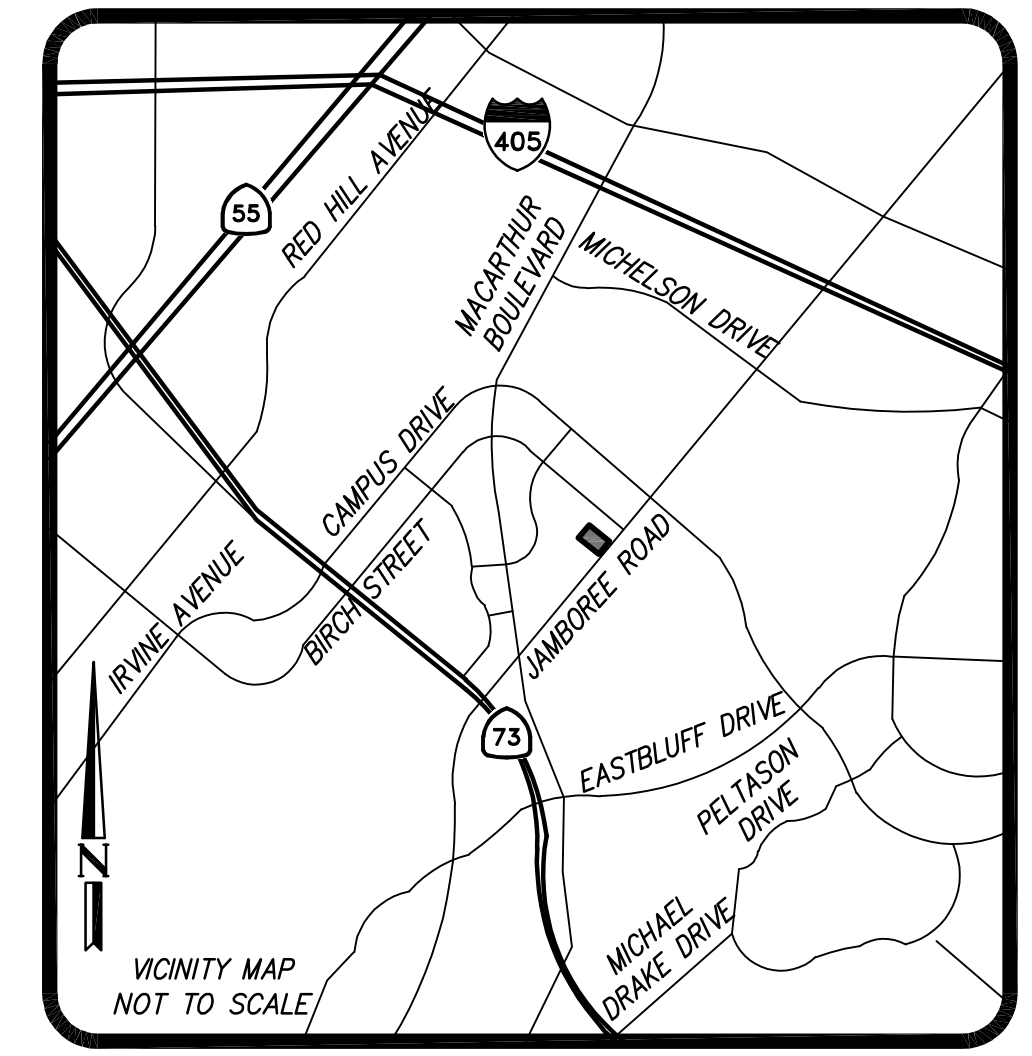 405
55
RED HILL AVENUE
MACARTHUR
BOULEVARD
MICHELSON DRIVE
CAMPUS DRIVE
BIRCH STREET
IRVINE AVENUE
JAMBOREE ROAD
73
EASTBLUFF DRIVE
PELTASON
DRIVE
MICHAEL
DRAKE DRIVE
N
VICINITY MAP
NOT TO SCALE